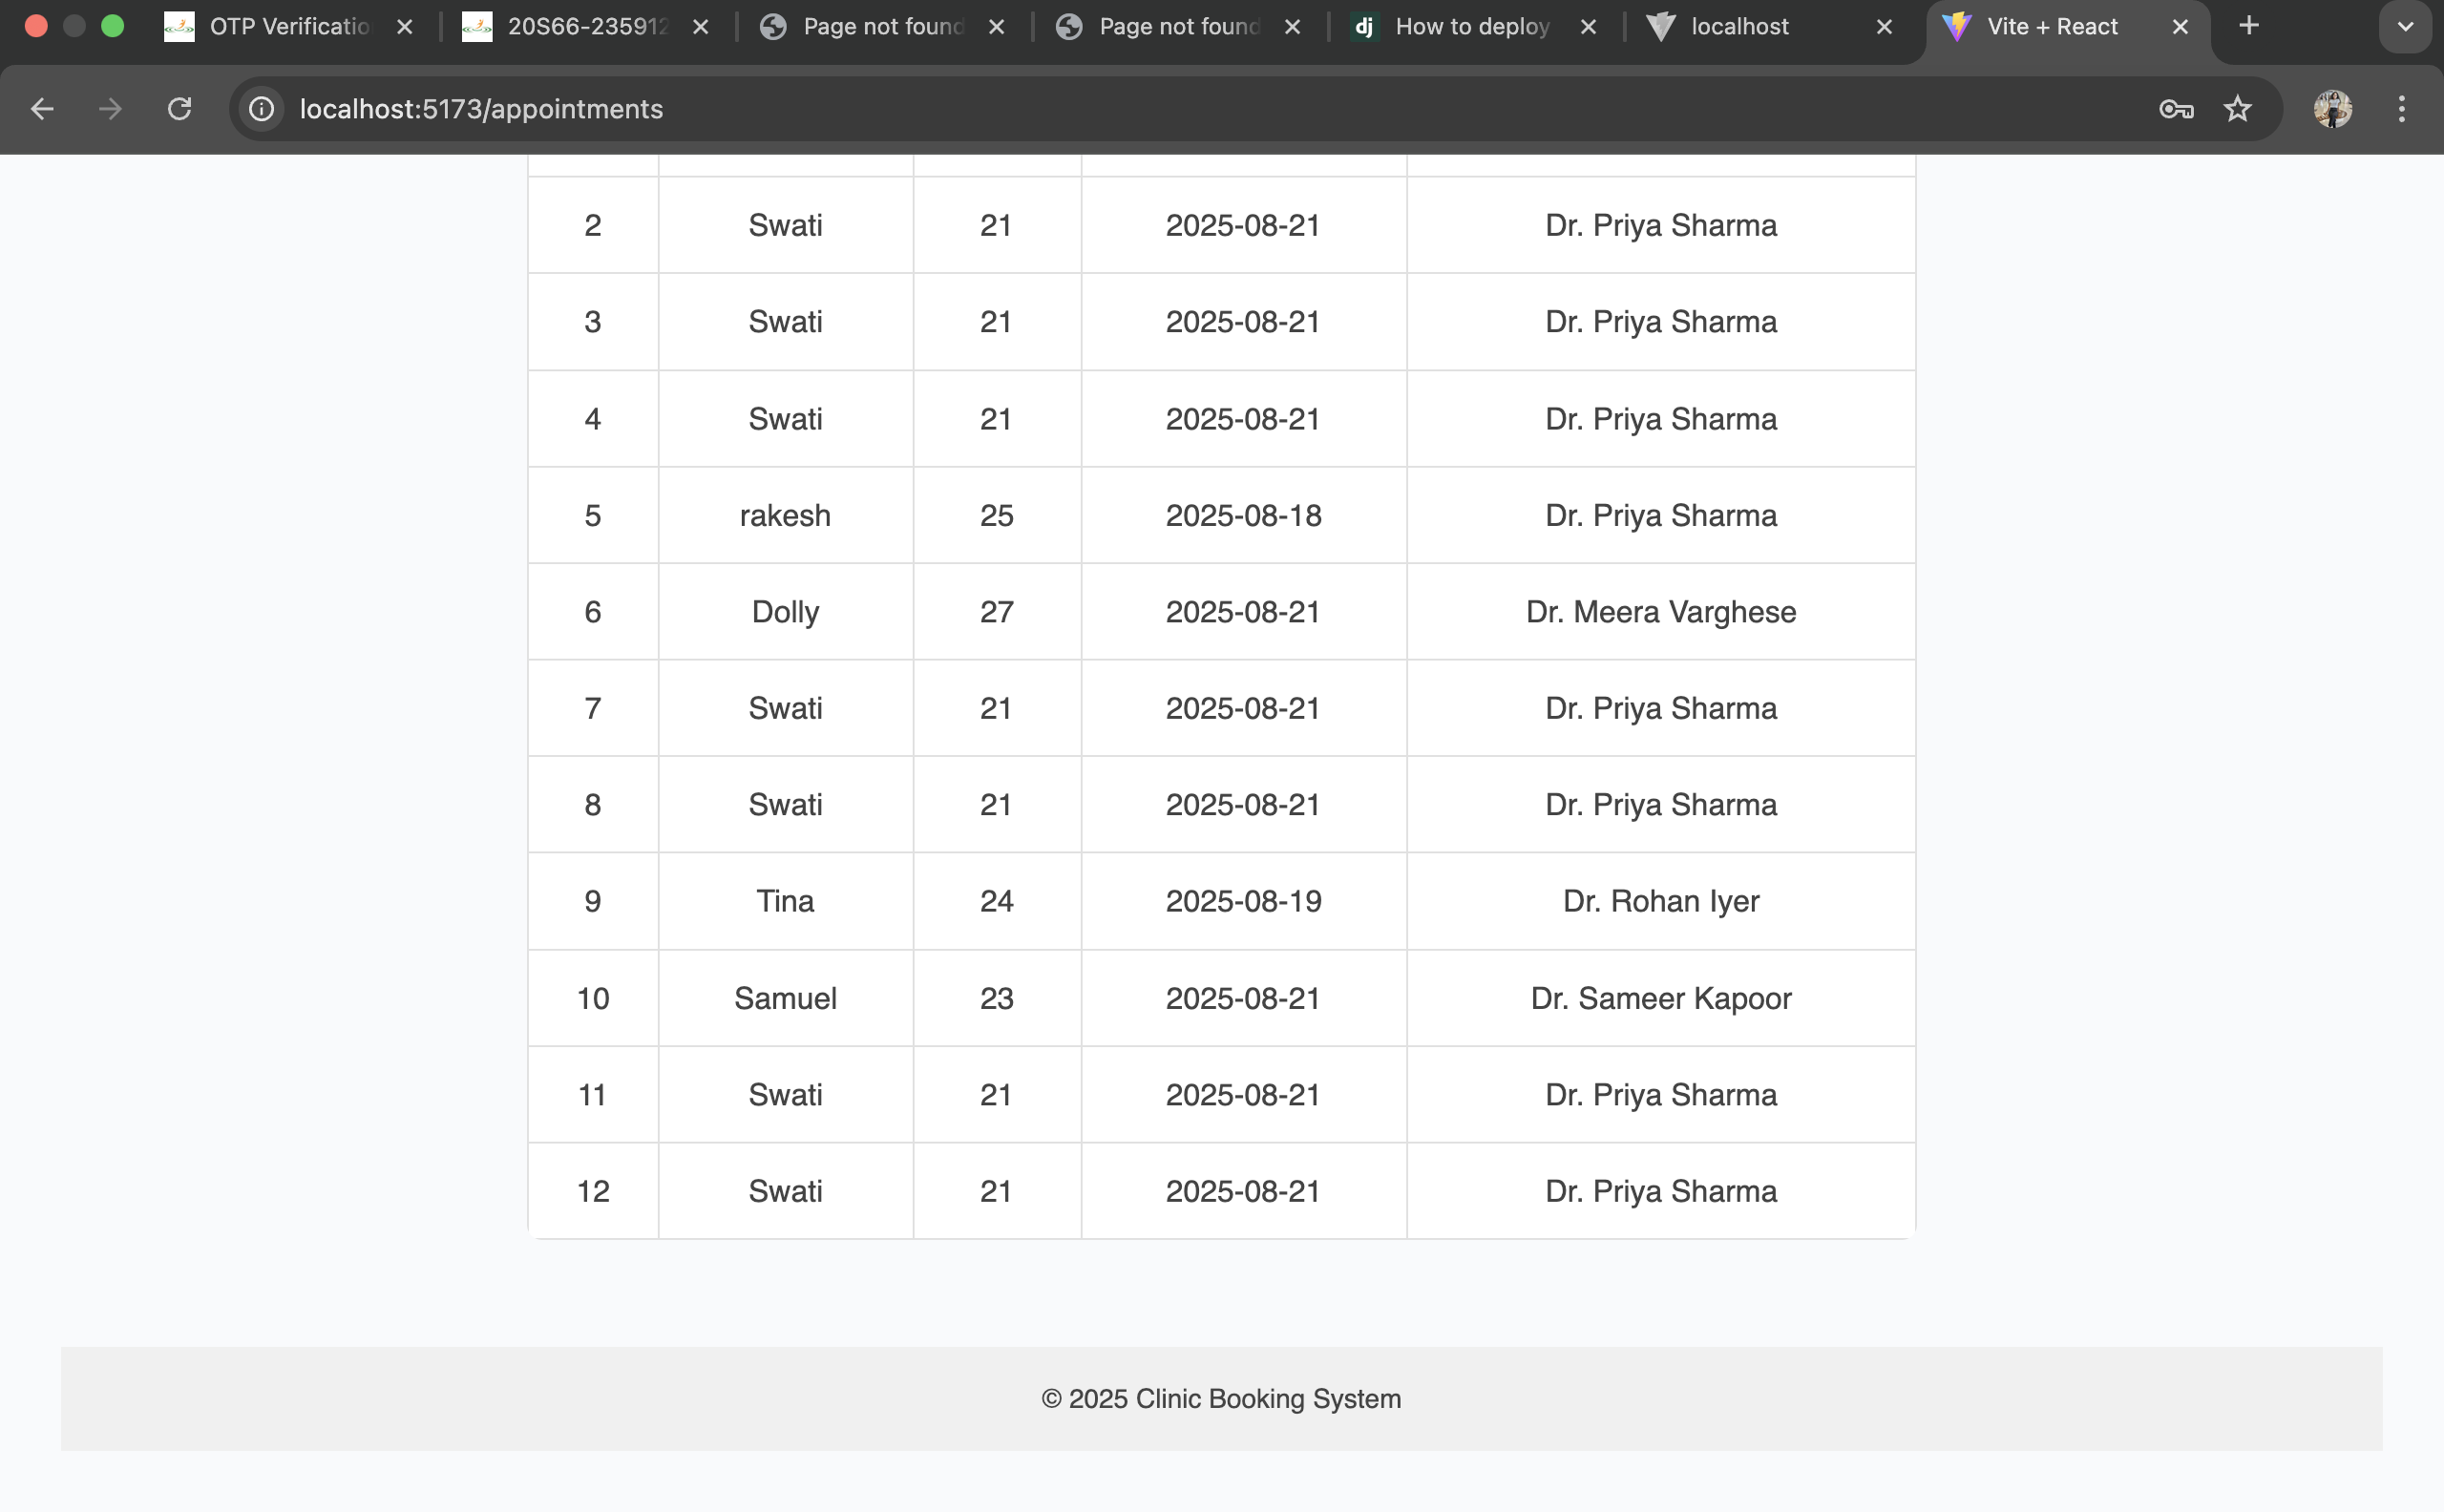 OTP Verificatio
20S66-235912
Page not found
Page not found
dj How to deploy
localhost
Vite + React
localhost:5173/appointments
2 Swati 21 2025-08-21 Dr. Priya Sharma
3 Swati 21 2025-08-21 Dr. Priya Sharma
4 Swati 21 2025-08-21 Dr. Priya Sharma
5 rakesh 25 2025-08-18 Dr. Priya Sharma
6 Dolly 27 2025-08-21 Dr. Meera Varghese
7 Swati 21 2025-08-21 Dr. Priya Sharma
8 Swati 21 2025-08-21 Dr. Priya Sharma
9 Tina 24 2025-08-19 Dr. Rohan Iyer
10 Samuel 23 2025-08-21 Dr. Sameer Kapoor
11 Swati 21 2025-08-21 Dr. Priya Sharma
12 Swati 21 2025-08-21 Dr. Priya Sharma
© 2025 Clinic Booking System